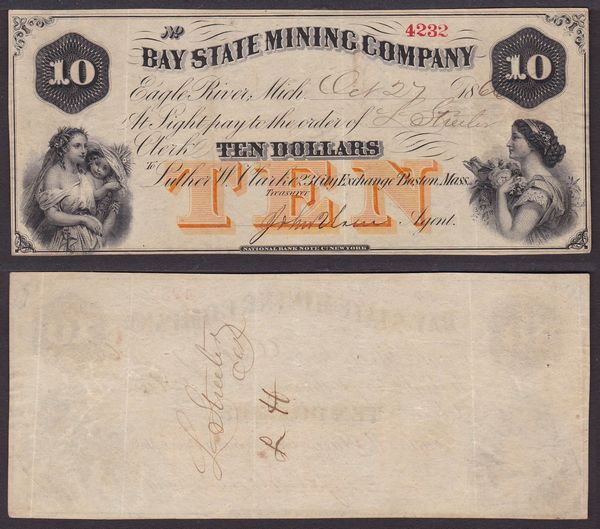 No 4232
BAY STATE MINING COMPANY
10 10
Eagle River, Mich. Oct 27 186
At Sight pay to the order of L Streeter
Clerk TEN DOLLARS
To Luther W. Clark 23 City Exchange Boston, Mass.
Treasurer
TEN
Agent.
NATIONAL BANK NOTE CO. NEW YORK
L Streeter